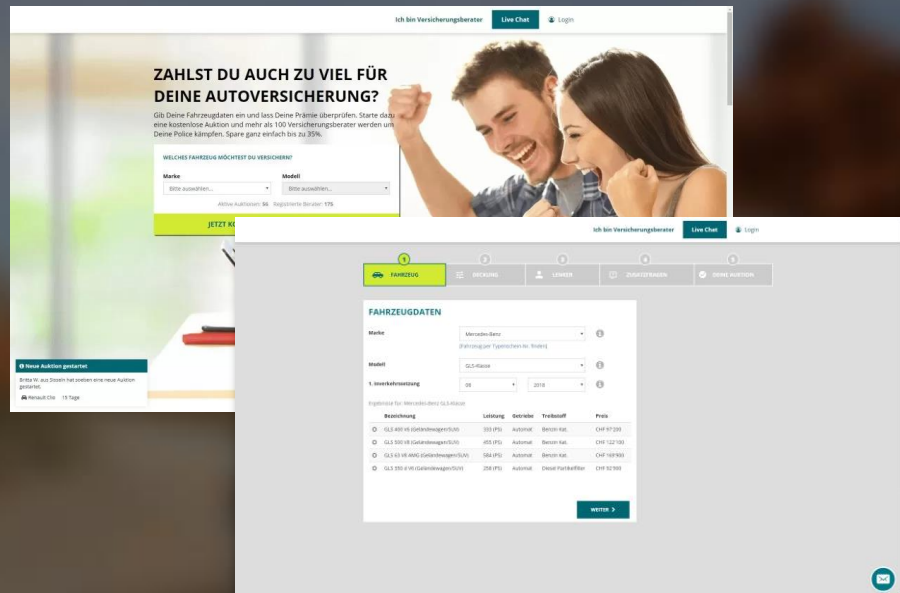 Ich bin Versicherungsberater Live Chat Login
ZAHLST DU AUCH ZU VIEL FÜR
DEINE AUTOVERSICHERUNG?
Gib Deine Fahrzeugdaten ein und lass Deine Prämie überprüfen. Starte dazu
eine kostenlose Auktion und mehr als 100 Versicherungsberater werden um
Deine Police kämpfen. Spare ganz einfach bis zu 35%.
WELCHES FAHRZEUG MÖCHTEST DU VERSICHERN?
Marke Modell
Bitte auswählen... Bitte auswählen...
Aktive Auktionen: 56 Registrierte Berater: 175
JETZT
Neue Auktion gestartet
Britta W. aus Sisseln hat soeben eine neue Auktion
gestartet.
Renault Clio 15 Tage
Ich bin Versicherungsberater Live Chat Login
1 2 3 4 5
FAHRZEUG DECKUNG LENKER ZUSATZFRAGEN DEINE AUKTION
FAHRZEUGDATEN
Marke Mercedes-Benz
[Fahrzeug per Typenschein-Nr. finden]
Modell GLS-Klasse
1. Inverkehrsetzung 08 2018
Ergebnisse für: Mercedes-Benz GLS-Klasse
Bezeichnung Leistung Getriebe Treibstoff Preis
GLS 400 V6 (Geländewagen/SUV) 333 (PS) Automat Benzin Kat. CHF 97'200
GLS 500 V8 (Geländewagen/SUV) 455 (PS) Automat Benzin Kat. CHF 122'100
GLS 63 V8 AMG (Geländewagen/SUV) 584 (PS) Automat Benzin Kat.
GLS 350 d V6 (Geländewagen/SUV) 258 (PS) Automat Diesel Partikelfilter
WEITER